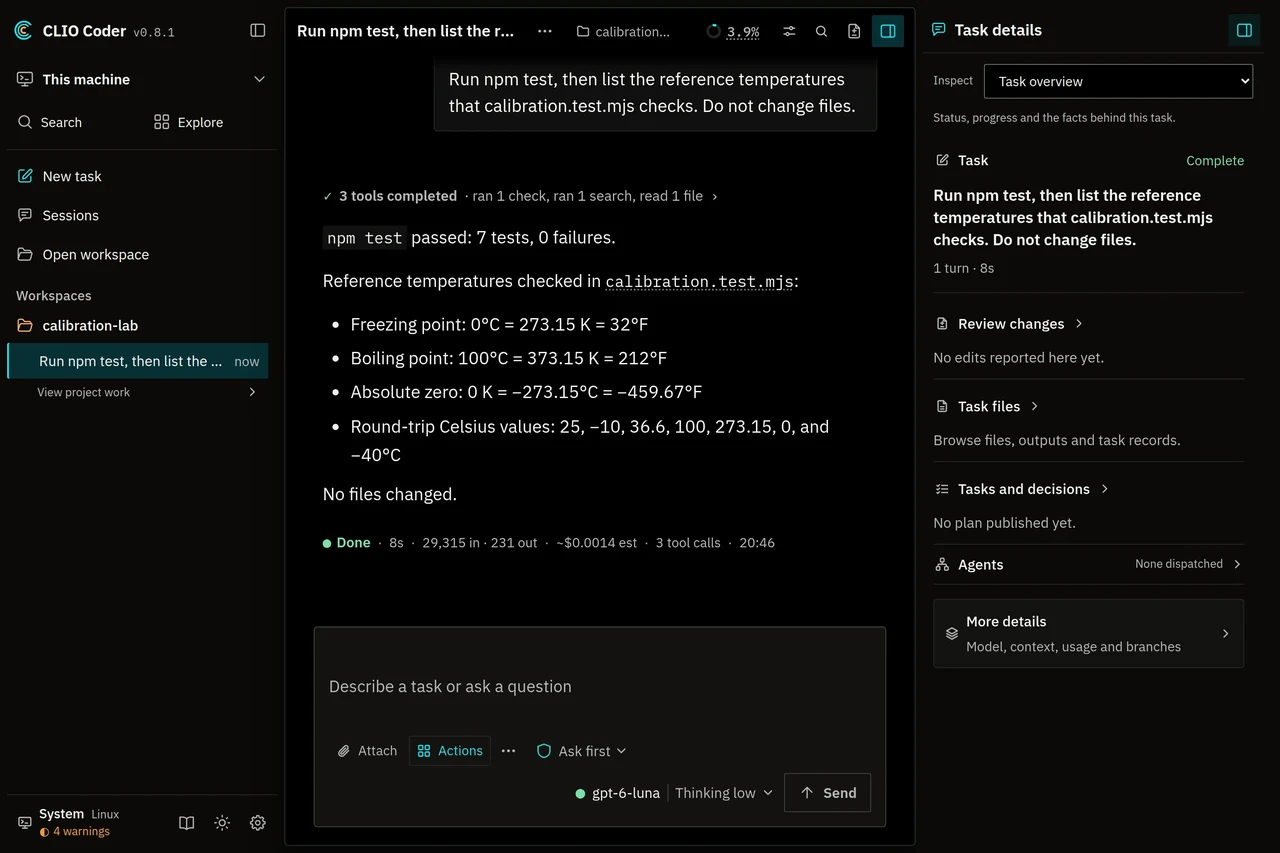 CLIO Coder v0.8.1
This machine
Search
Explore
New task
Sessions
Open workspace
Workspaces
calibration-lab
Run npm test, then list the ... now
View project work
System Linux
4 warnings
Run npm test, then list the r...
calibration...
3.9%
Run npm test, then list the reference temperatures
that calibration.test.mjs checks. Do not change files.
✓ 3 tools completed · ran 1 check, ran 1 search, read 1 file ›
npm test passed: 7 tests, 0 failures.
Reference temperatures checked in calibration.test.mjs:
• Freezing point: 0°C = 273.15 K = 32°F
• Boiling point: 100°C = 373.15 K = 212°F
• Absolute zero: 0 K = −273.15°C = −459.67°F
• Round-trip Celsius values: 25, −10, 36.6, 100, 273.15, 0, and
−40°C
No files changed.
Done · 8s · 29,315 in · 231 out · ~$0.0014 est · 3 tool calls · 20:46
Describe a task or ask a question
Attach
Actions
Ask first
gpt-6-luna
Thinking low
Send
Task details
Inspect
Task overview
Status, progress and the facts behind this task.
Task
Complete
Run npm test, then list the reference
temperatures that calibration.test.mjs
checks. Do not change files.
1 turn · 8s
Review changes
No edits reported here yet.
Task files
Browse files, outputs and task records.
Tasks and decisions
No plan published yet.
Agents
None dispatched
More details
Model, context, usage and branches